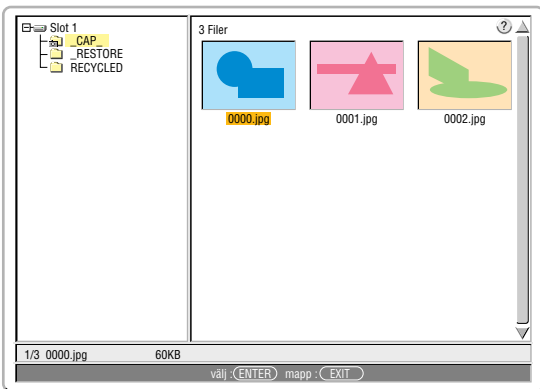 Slot 1
_CAP_
_RESTORE
RECYCLED
3 Filer
?
0000.jpg
0001.jpg
0002.jpg
1/3 0000.jpg 60KB
välj :ENTER mapp : EXIT